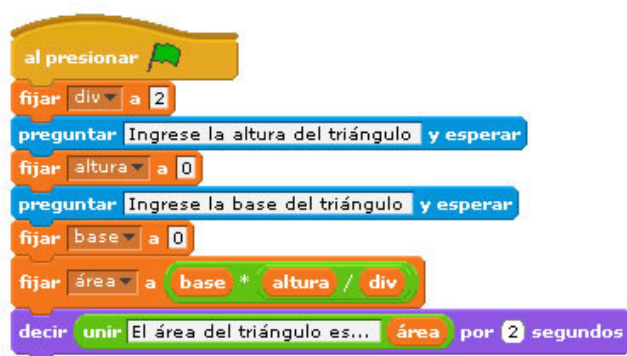 al presionar
fijar div a 2
preguntar Ingrese la altura del triángulo y esperar
fijar altura a 0
preguntar Ingrese la base del triángulo y esperar
fijar base a 0
fijar área a base * altura / div
decir unir El área del triángulo es... área por 2 segundos